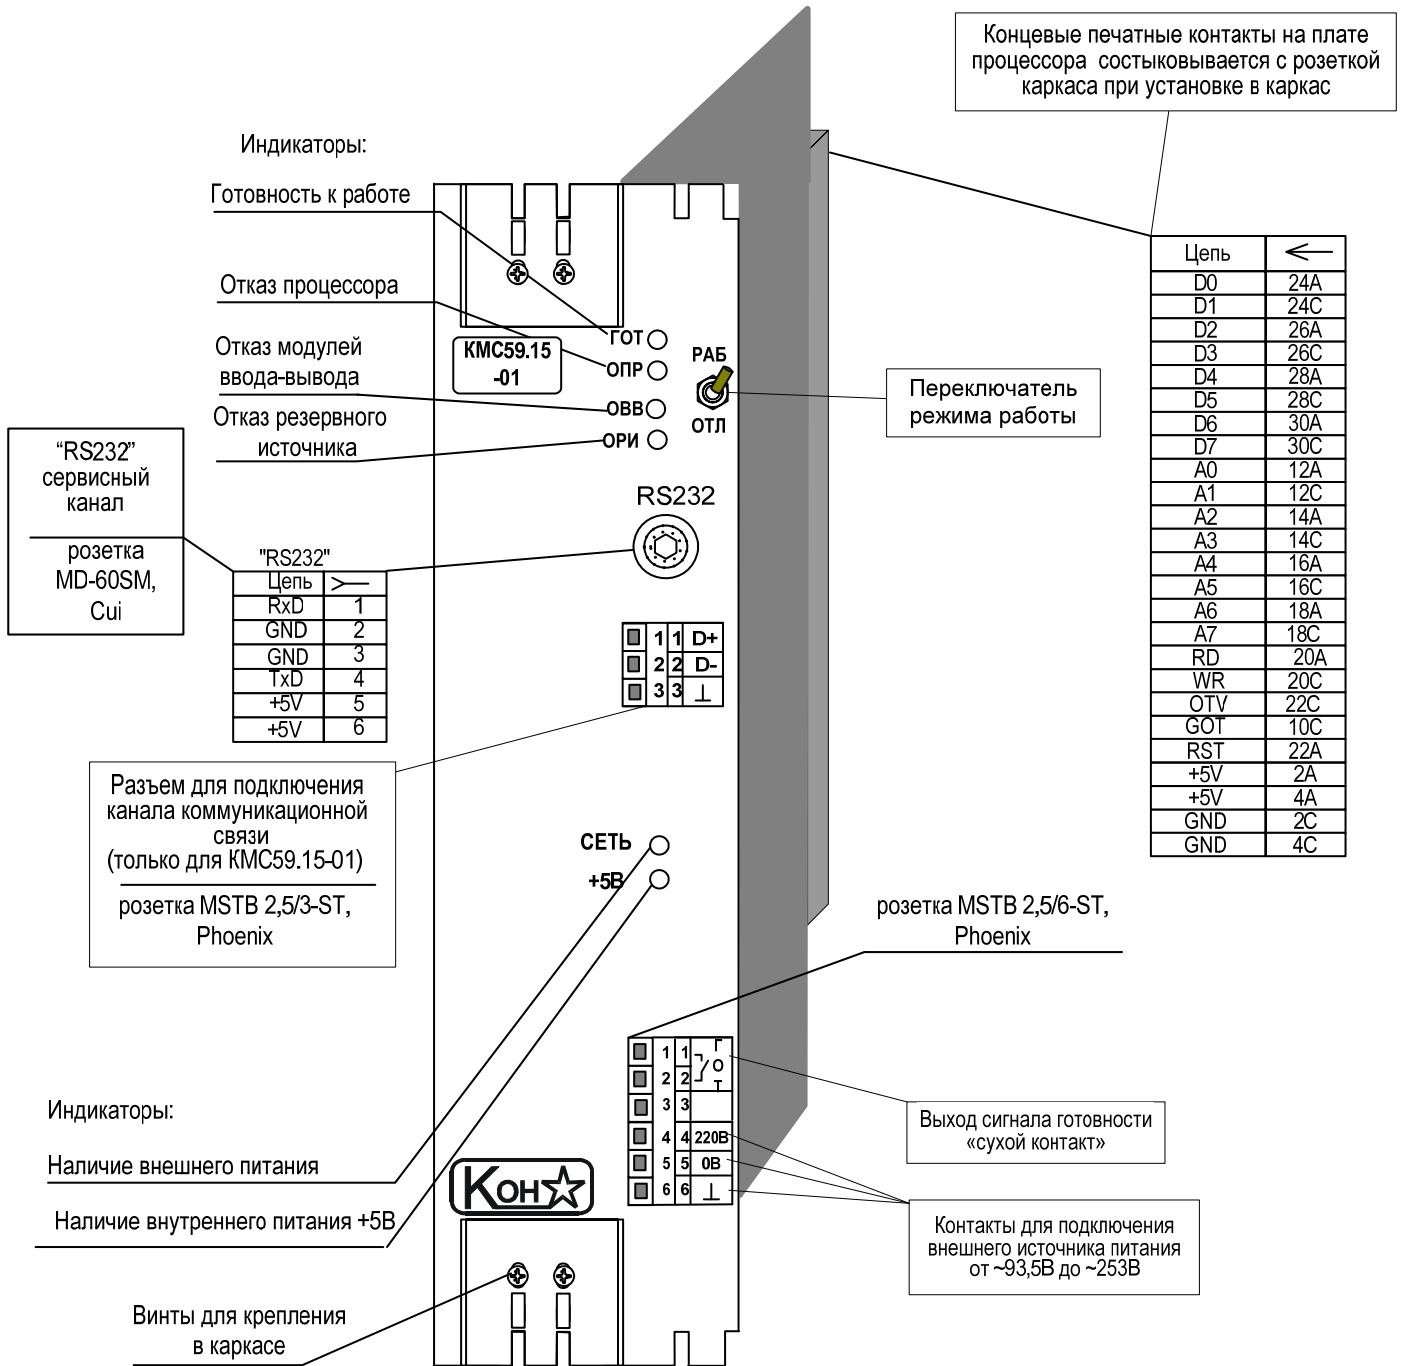 Концевые печатные контакты на плате
процессора состыковывается с розеткой
каркаса при установке в каркас
Индикаторы:
Готовность к работе
Отказ процессора
Отказ модулей
ввода-вывода
Отказ резервного
источника
КМС59.15
-01
ГОТ
ОПР
ОВВ
ОРИ
РАБ
ОТЛ
Переключатель
режима работы
“RS232”
сервисный
канал
розетка
MD-60SM,
Cui
"RS232"
Цепь
RxD 1
GND 2
GND 3
TxD 4
+5V 5
+5V 6
RS232
1 1 D+
2 2 D-
3 3 ⊥
Разъем для подключения
канала коммуникационной
связи
(только для КМС59.15-01)
розетка MSTB 2,5/3-ST,
Phoenix
СЕТЬ
+5В
Цепь ←
D0 24A
D1 24C
D2 26A
D3 26C
D4 28A
D5 28C
D6 30A
D7 30C
A0 12A
A1 12C
A2 14A
A3 14C
A4 16A
A5 16C
A6 18A
A7 18C
RD 20A
WR 20C
OTV 22C
GOT 10C
RST 22A
+5V 2A
+5V 4A
GND 2C
GND 4C
розетка MSTB 2,5/6-ST,
Phoenix
1 1 Г
О
2 2 Т
3 3
4 4 220В
5 5 0В
6 6 ⊥
Выход сигнала готовности
«сухой контакт»
Контакты для подключения
внешнего источника питания
от ~93,5В до ~253В
Индикаторы:
Наличие внешнего питания
Наличие внутреннего питания +5В
Кон
Винты для крепления
в каркасе